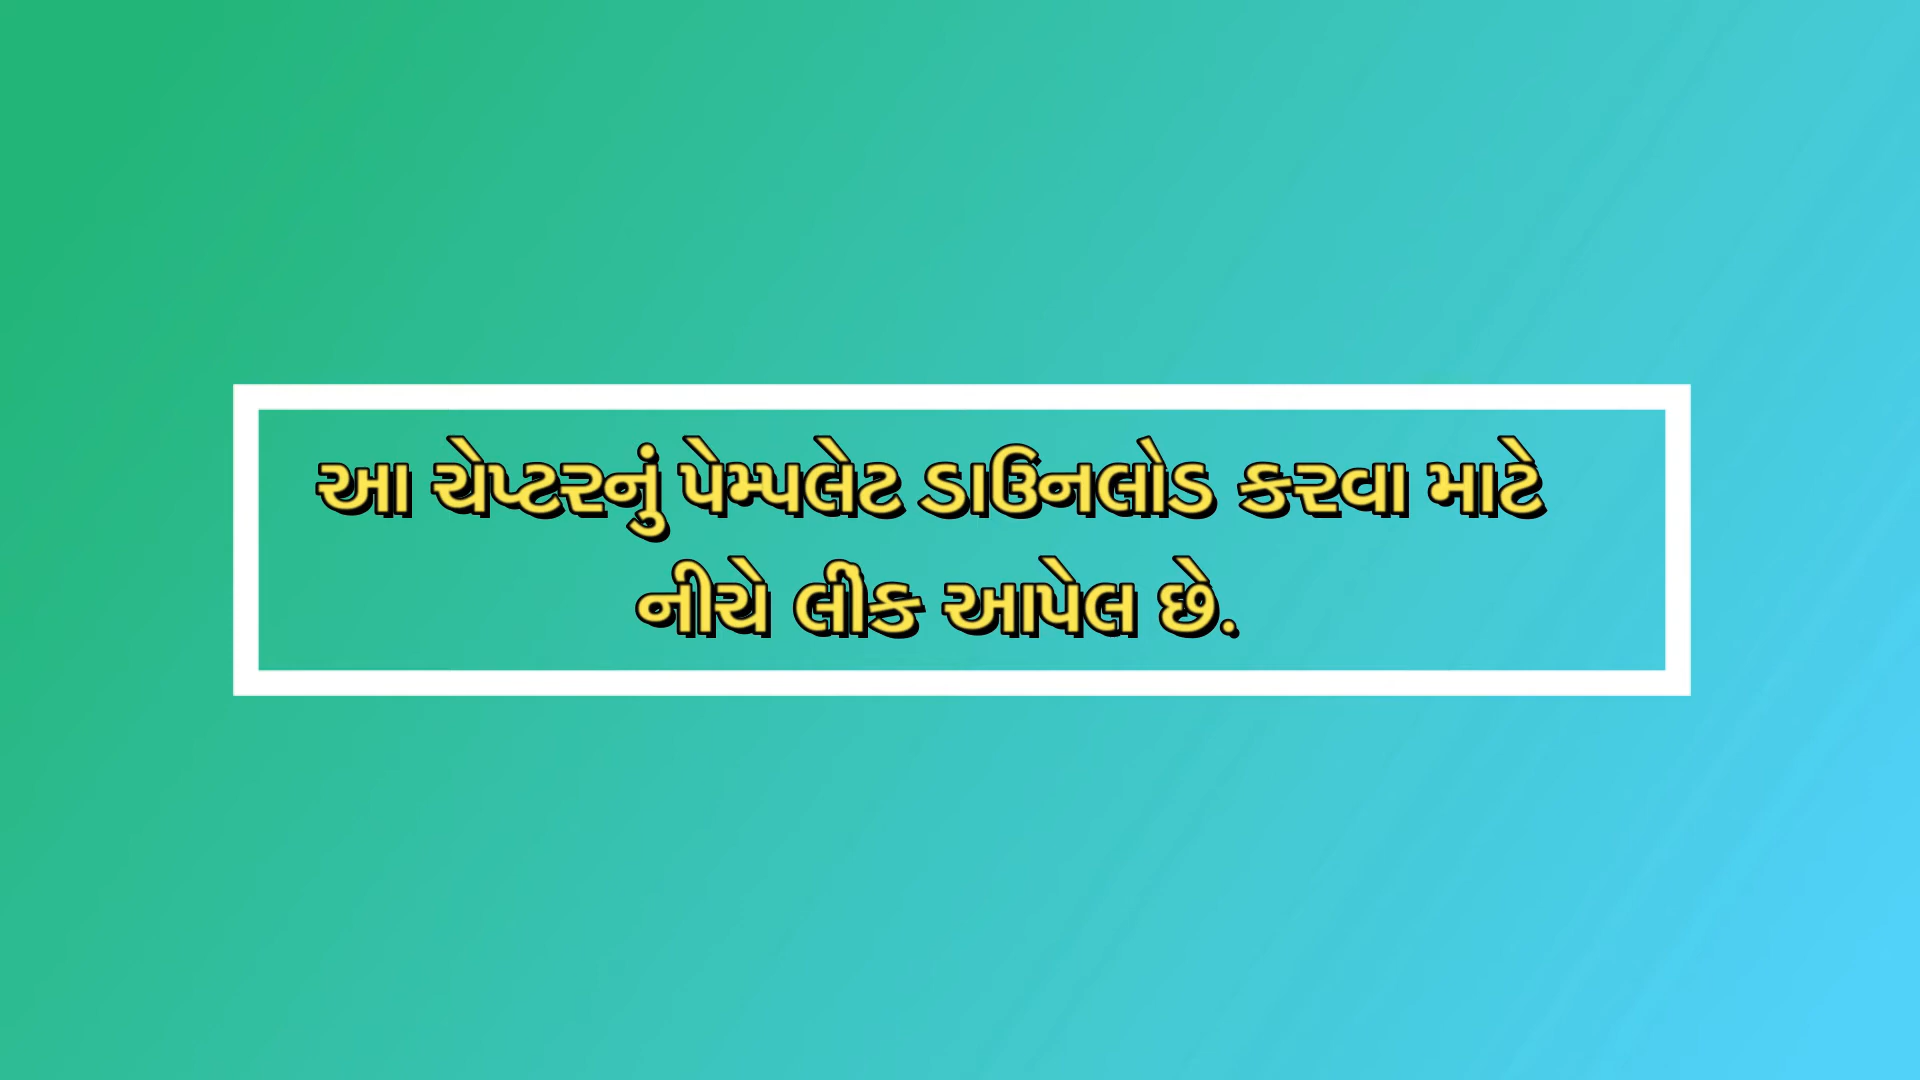 આ ચેપ્ટરનું પેમ્પલેટ ડાઉનલોડ કરવા માટે
નીચે લીંક આપેલ છે.